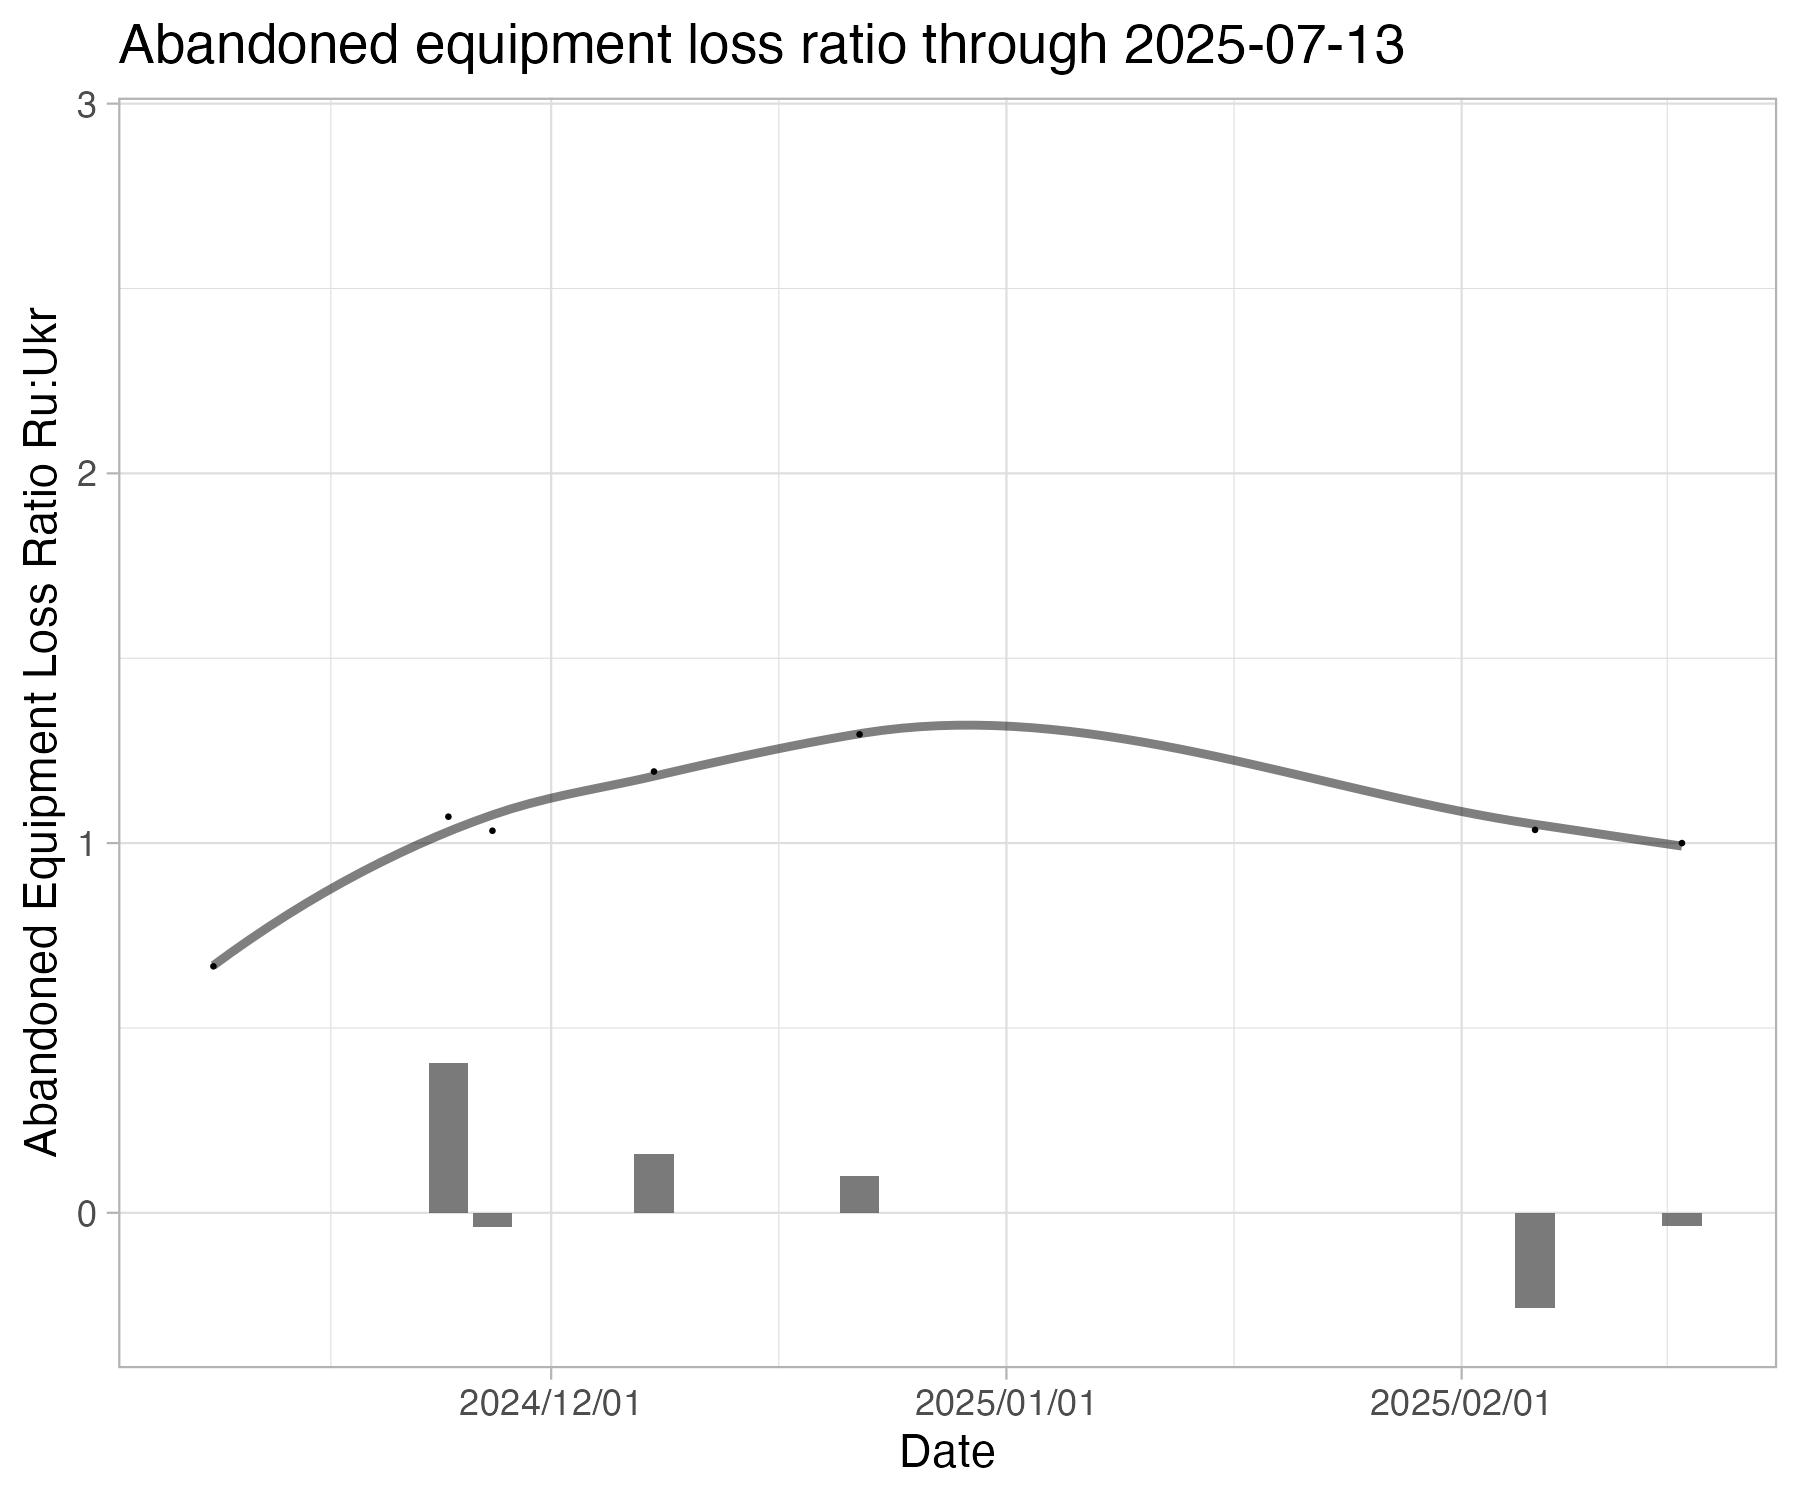 Abandoned equipment loss ratio through 2025-07-13
Abandoned Equipment Loss Ratio Ru:Ukr
3
2
1
0
2024/12/01
2025/01/01
2025/02/01
Date